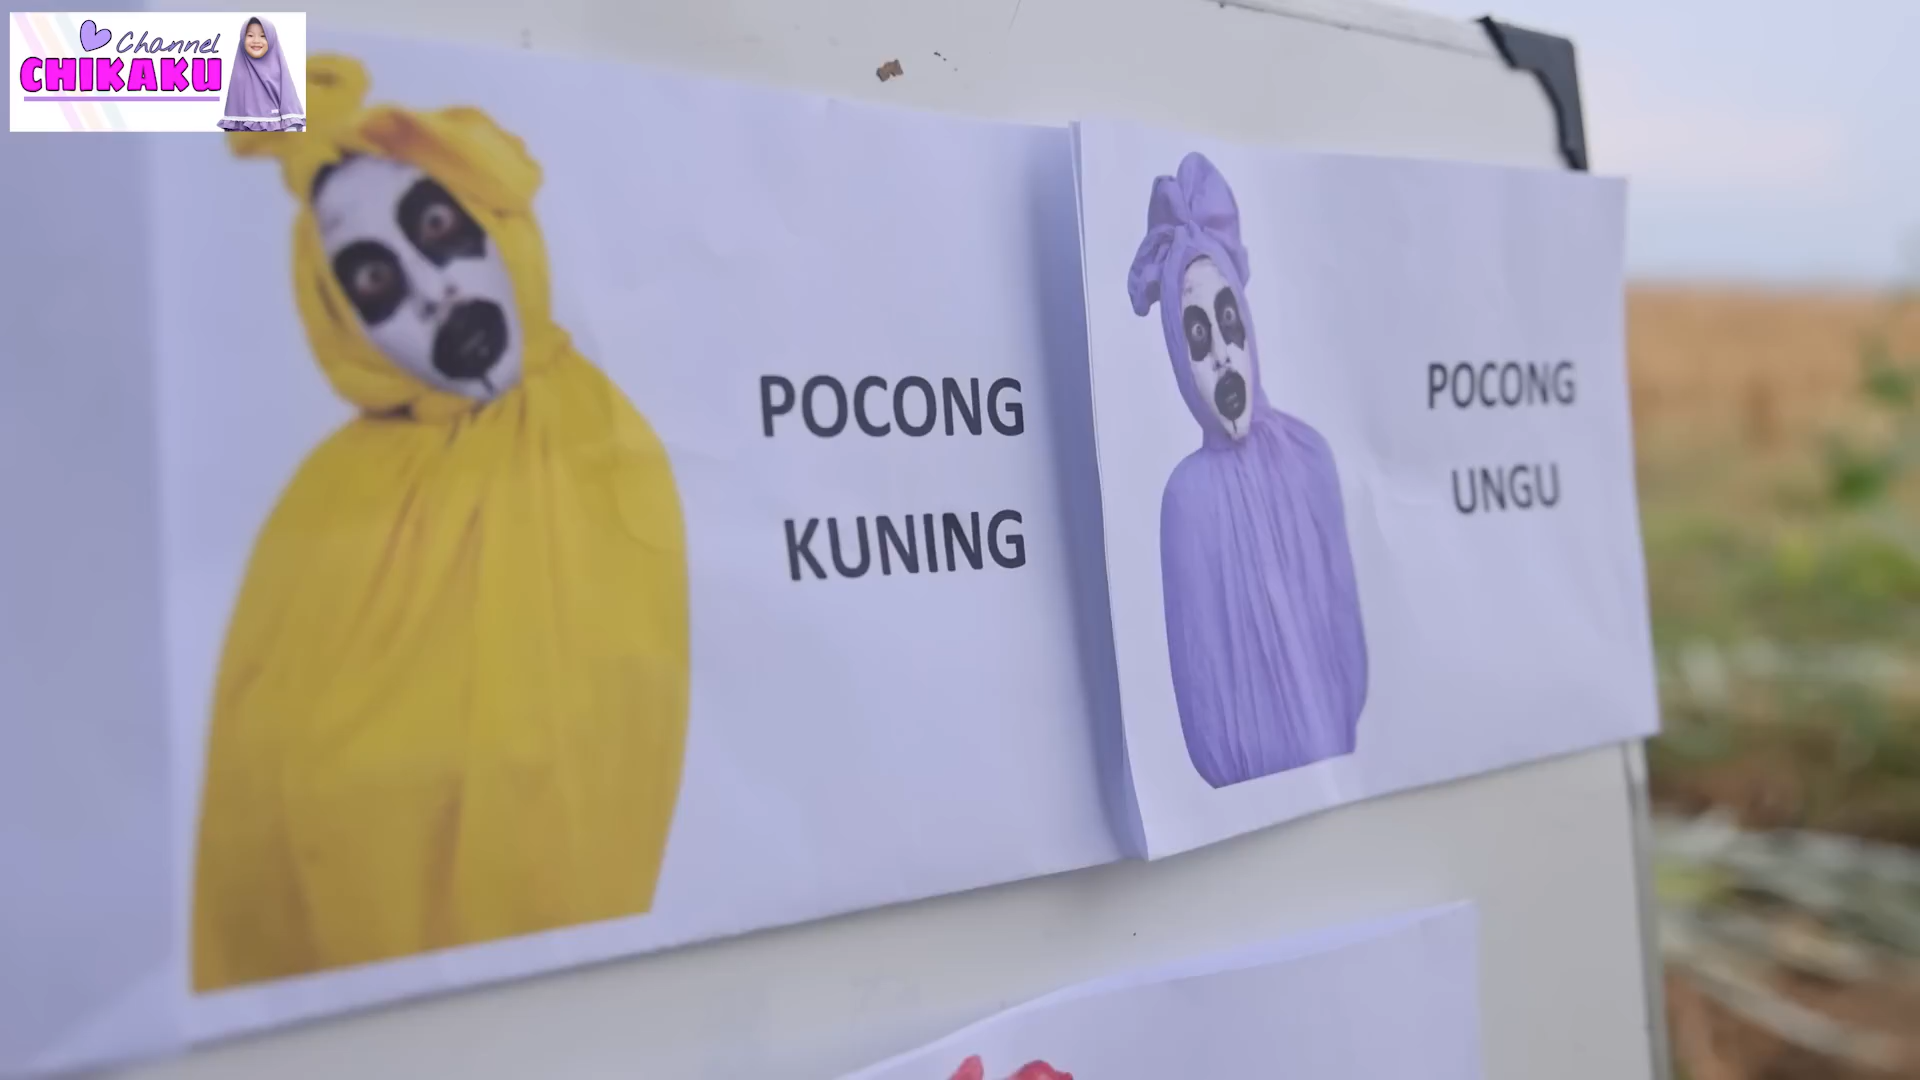 Channel
CHIKAKU
POCONG
KUNING
POCONG
UNGU